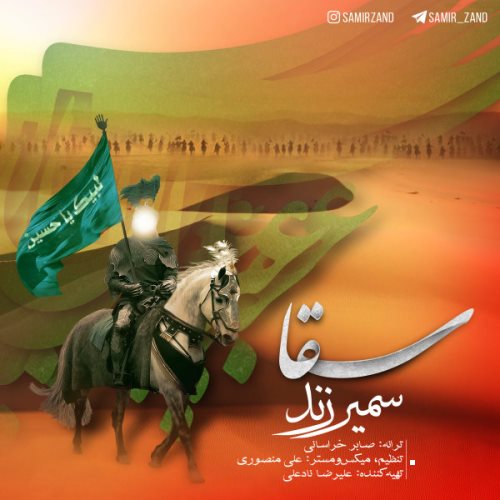 SAMIRZAND
SAMIR_ZAND
لبیک یا حسین
سقا
سمیر زند
ترانه: صابر خراسانی
تنظیم، میکس‌ومستر: علی منصوری
تهیه‌کننده: علیرضا نادعلی